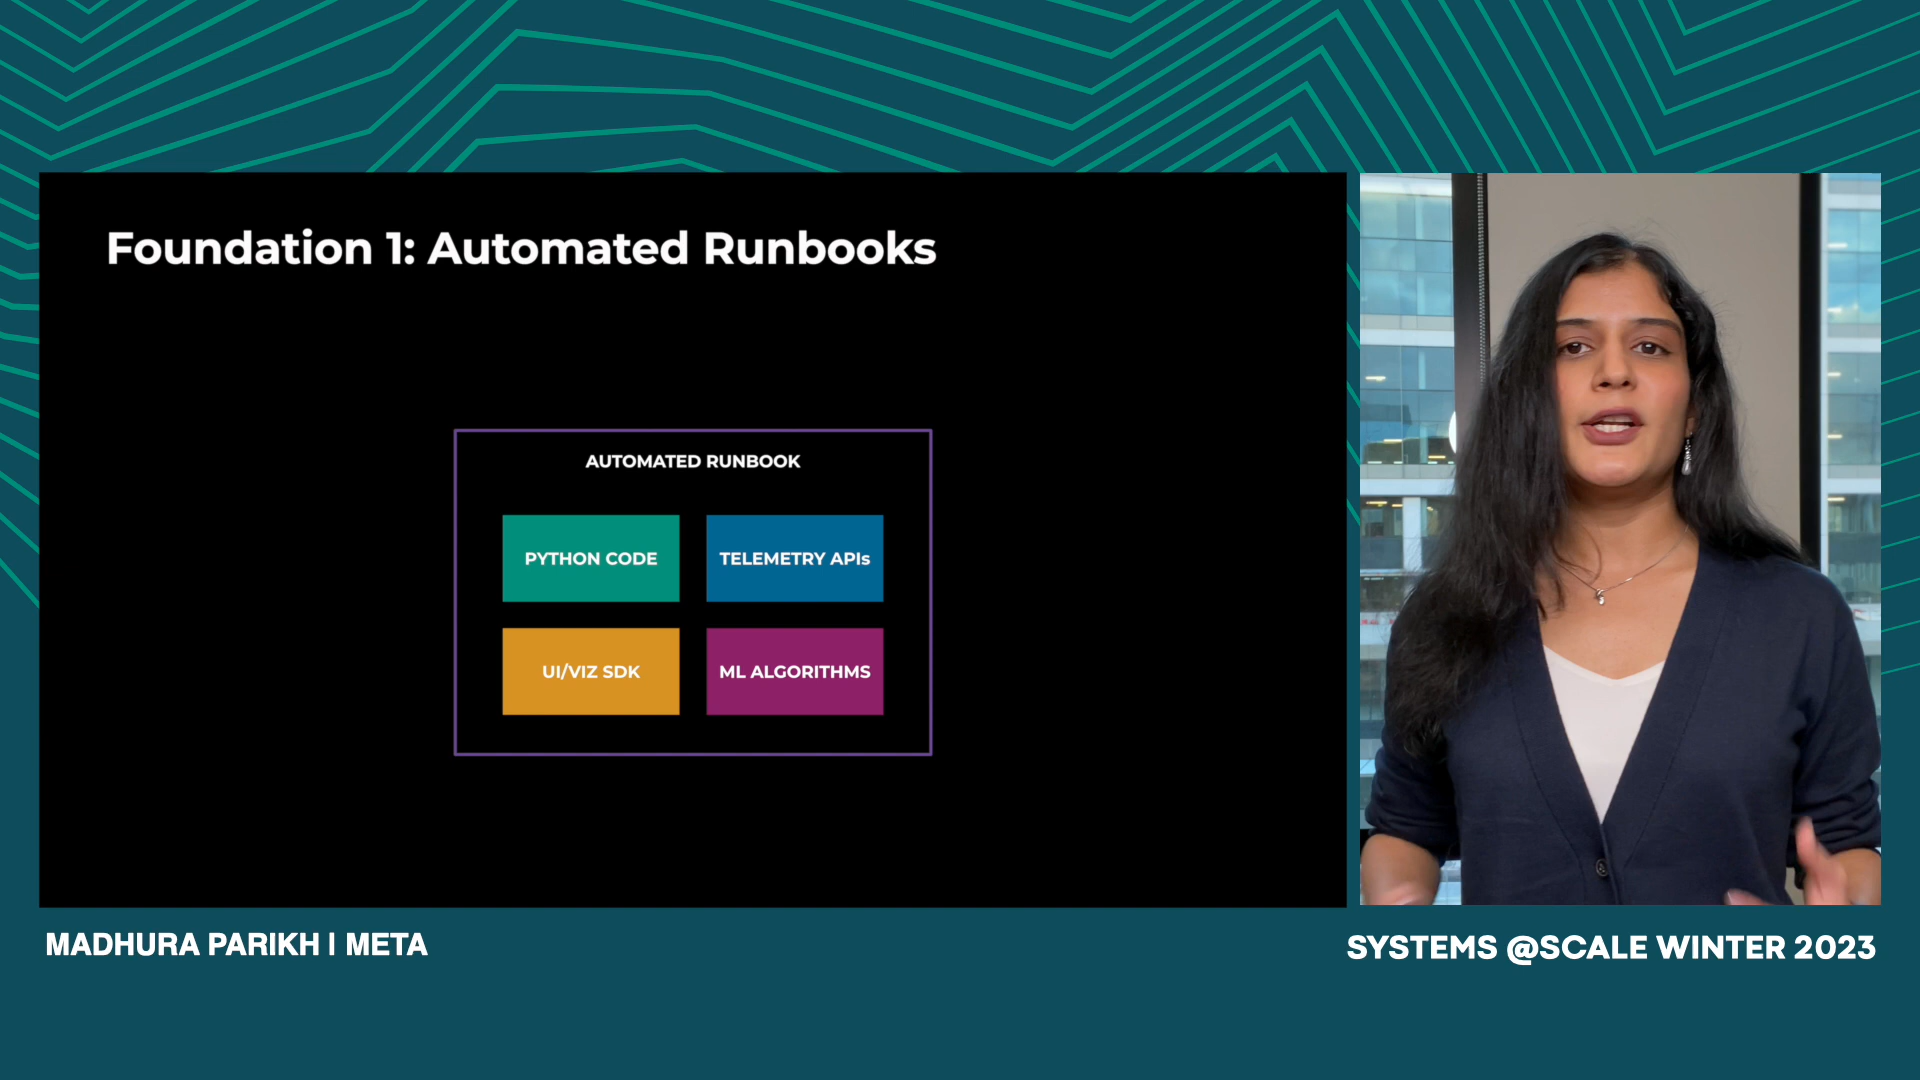 Foundation 1: Automated Runbooks
AUTOMATED RUNBOOK
PYTHON CODE
TELEMETRY APIs
UI/VIZ SDK
ML ALGORITHMS
MADHURA PARIKH | META
SYSTEMS @SCALE WINTER 2023